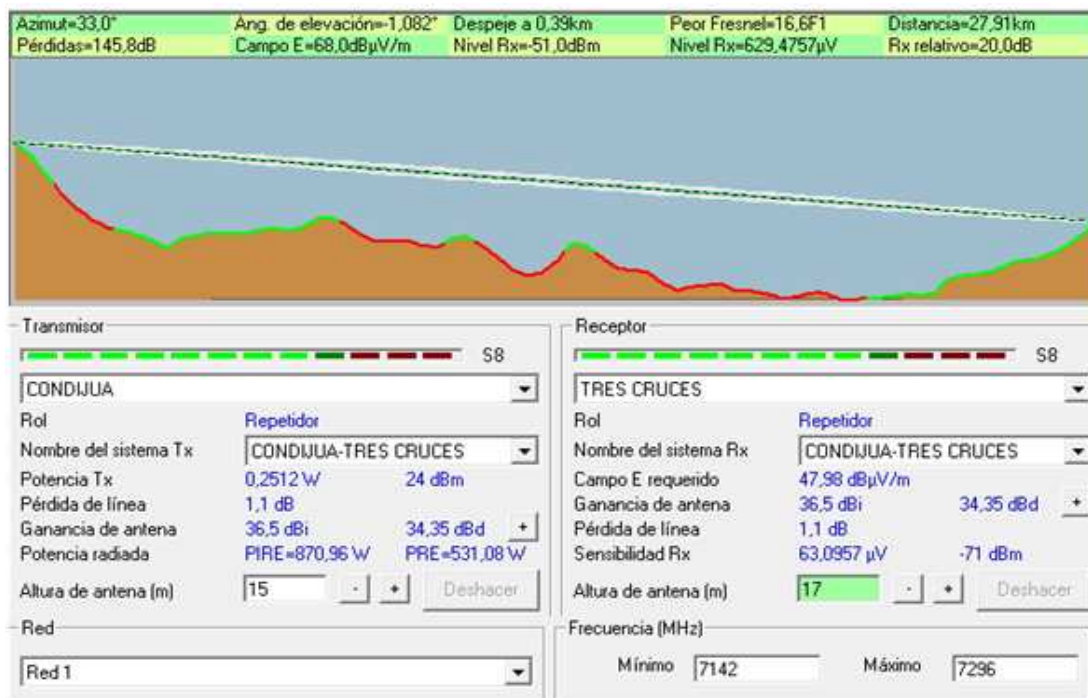 Azimut=33,0° Áng. de elevación=-1,082° Despeje a 0,39km Peor Fresnel=16,6F1 Distancia=27,91km
Pérdidas=145,8dB Campo E=68,0dBµV/m Nivel Rx=-51,0dBm Nivel Rx=629,4757µV Rx relativo=20,0dB
Transmisor
S8
CONDIJUA
Rol Repetidor
Nombre del sistema Tx CONDIJUA-TRES CRUCES
Potencia Tx 0,2512 W 24 dBm
Pérdida de línea 1,1 dB
Ganancia de antena 36,5 dBi 34,35 dBd +
Potencia radiada PIRE=870,96 W PRE=531,08 W
Altura de antena (m) 15 - + Deshacer
Red
Red 1
Receptor
S8
TRES CRUCES
Rol Repetidor
Nombre del sistema Rx CONDIJUA-TRES CRUCES
Campo E requerido 47,98 dBµV/m
Ganancia de antena 36,5 dBi 34,35 dBd +
Pérdida de línea 1,1 dB
Sensibilidad Rx 63,0957 µV -71 dBm
Altura de antena (m) 17 - + Deshacer
Frecuencia (MHz)
Mínimo 7142 Máximo 7296